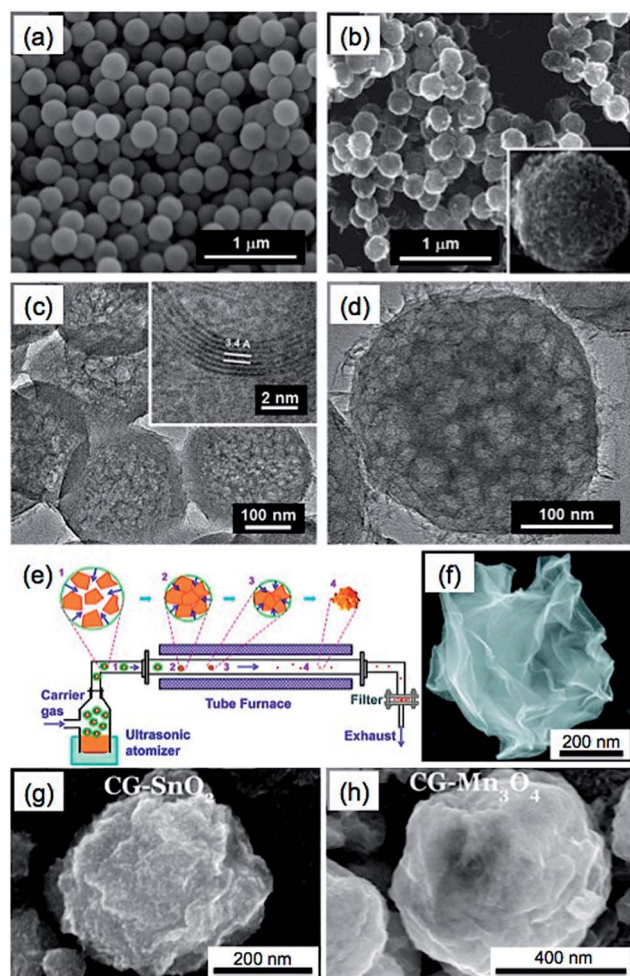 (a)
1 μm
(b)
1 μm
(c)
3.4 A
2 nm
100 nm
(d)
100 nm
(e)
1
2
3
4
1
2
3
4
Carrier
gas
Ultrasonic
atomizer
Tube Furnace
Filter
Exhaust
(f)
200 nm
(g)
CG-SnO2
200 nm
(h)
CG-Mn3O4
400 nm